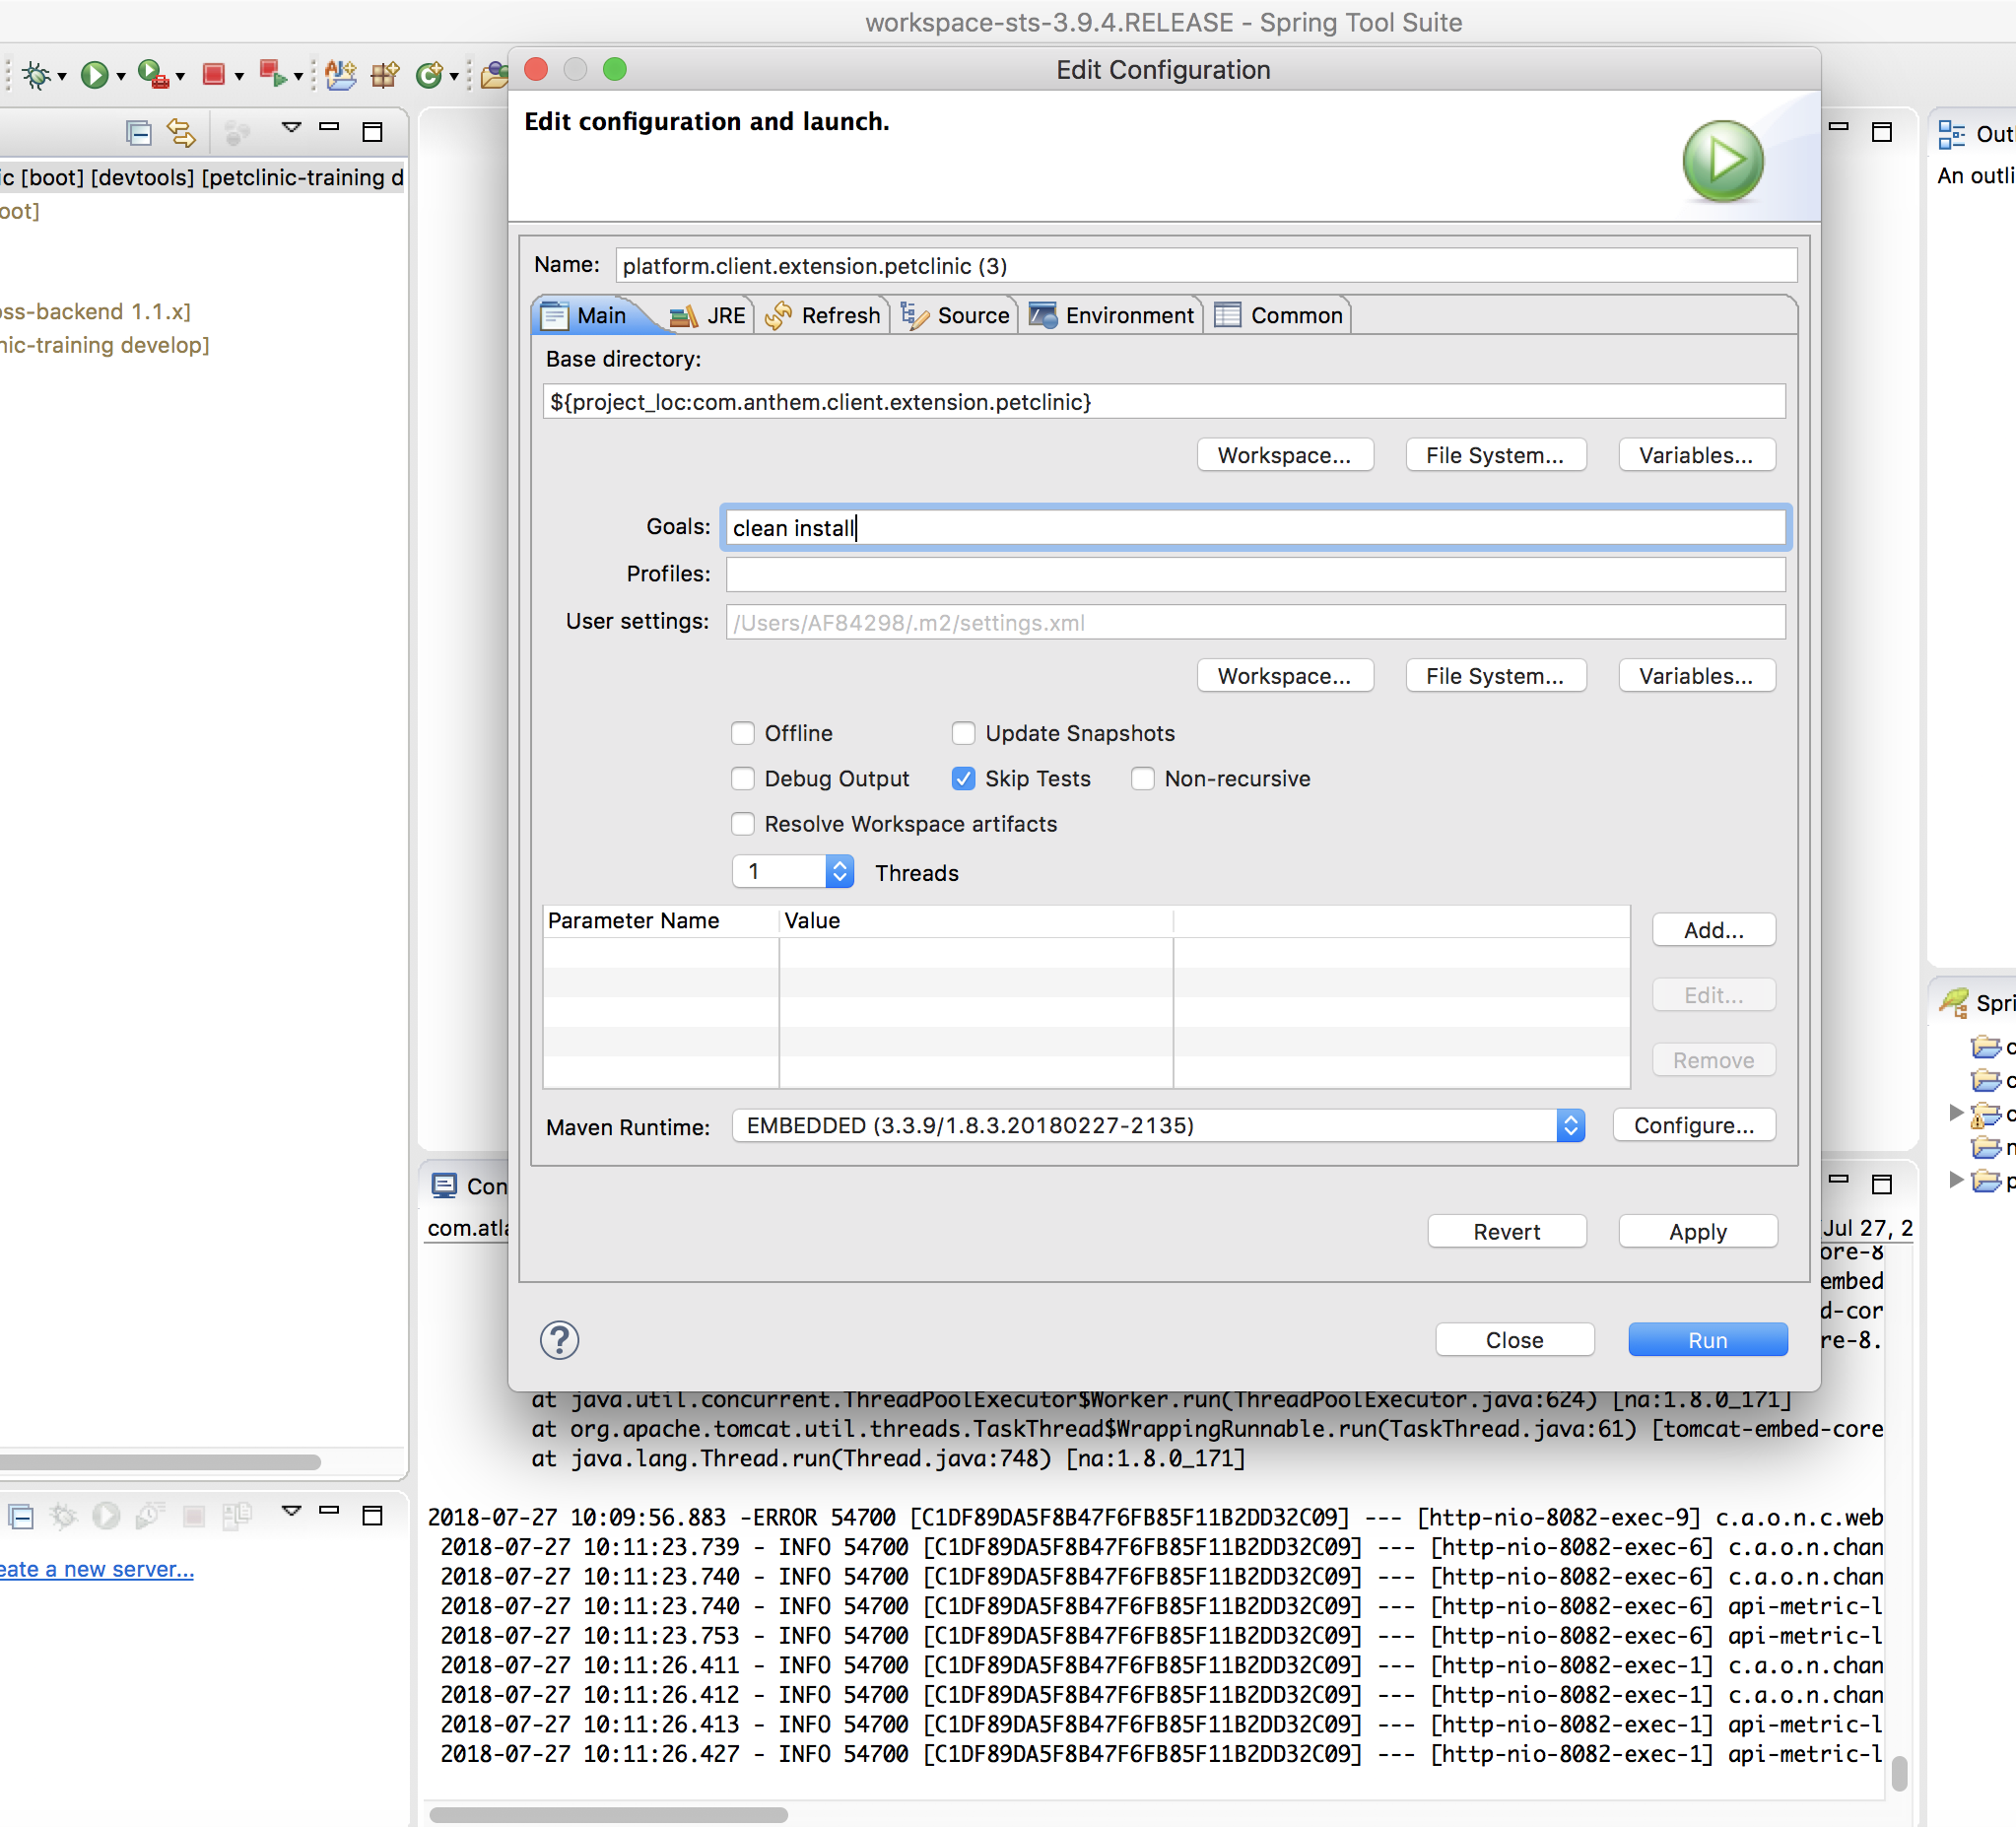 workspace-sts-3.9.4.RELEASE - Spring Tool Suite
Edit Configuration
Edit configuration and launch.
ic [boot] [devtools] [petclinic-training d
oot]
oss-backend 1.1.x]
nic-training develop]
Outl
An outli
Name: platform.client.extension.petclinic (3)
Main JRE Refresh Source Environment Common
Base directory:
${project_loc:com.anthem.client.extension.petclinic}
Workspace... File System... Variables...
Goals: clean install
Profiles:
User settings: /Users/AF84298/.m2/settings.xml
Workspace... File System... Variables...
Offline Update Snapshots
Debug Output Skip Tests Non-recursive
Resolve Workspace artifacts
1 Threads
Parameter Name Value
Add...
Edit...
Remove
Maven Runtime: EMBEDDED (3.3.9/1.8.3.20180227-2135) Configure...
Revert Apply
Close Run
Spri
c
c
c
n
p
Con
com.atla
Jul 27, 2
ore-8
embed
d-cor
re-8.
at java.util.concurrent.ThreadPoolExecutor$Worker.run(ThreadPoolExecutor.java:624) [na:1.8.0_171]
at org.apache.tomcat.util.threads.TaskThread$WrappingRunnable.run(TaskThread.java:61) [tomcat-embed-core
at java.lang.Thread.run(Thread.java:748) [na:1.8.0_171]
2018-07-27 10:09:56.883 -ERROR 54700 [C1DF89DA5F8B47F6FB85F11B2DD32C09] --- [http-nio-8082-exec-9] c.a.o.n.c.web
2018-07-27 10:11:23.739 - INFO 54700 [C1DF89DA5F8B47F6FB85F11B2DD32C09] --- [http-nio-8082-exec-6] c.a.o.n.chan
2018-07-27 10:11:23.740 - INFO 54700 [C1DF89DA5F8B47F6FB85F11B2DD32C09] --- [http-nio-8082-exec-6] c.a.o.n.chan
2018-07-27 10:11:23.740 - INFO 54700 [C1DF89DA5F8B47F6FB85F11B2DD32C09] --- [http-nio-8082-exec-6] api-metric-l
2018-07-27 10:11:23.753 - INFO 54700 [C1DF89DA5F8B47F6FB85F11B2DD32C09] --- [http-nio-8082-exec-6] api-metric-l
2018-07-27 10:11:26.411 - INFO 54700 [C1DF89DA5F8B47F6FB85F11B2DD32C09] --- [http-nio-8082-exec-1] c.a.o.n.chan
2018-07-27 10:11:26.412 - INFO 54700 [C1DF89DA5F8B47F6FB85F11B2DD32C09] --- [http-nio-8082-exec-1] c.a.o.n.chan
2018-07-27 10:11:26.413 - INFO 54700 [C1DF89DA5F8B47F6FB85F11B2DD32C09] --- [http-nio-8082-exec-1] api-metric-l
2018-07-27 10:11:26.427 - INFO 54700 [C1DF89DA5F8B47F6FB85F11B2DD32C09] --- [http-nio-8082-exec-1] api-metric-l
eate a new server...